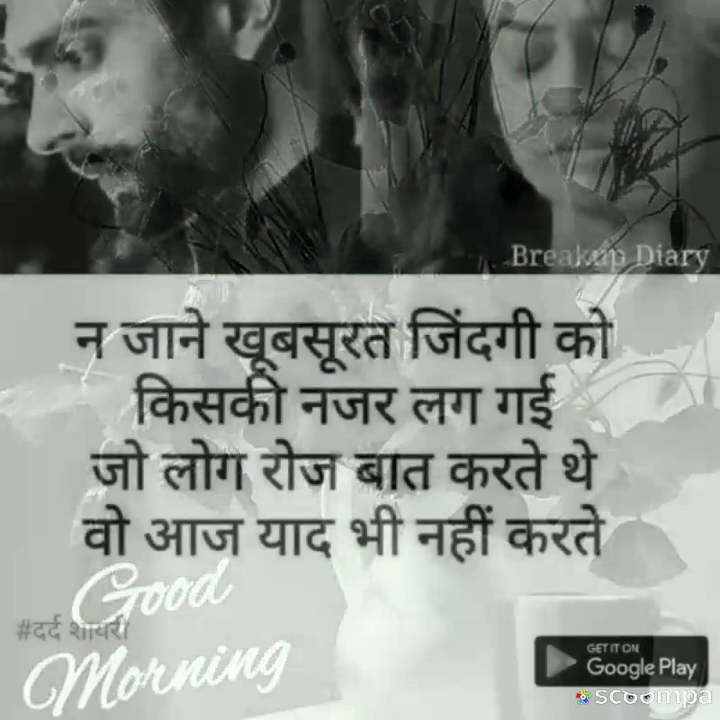 Breakup Diary
न जाने खूबसूरत जिंदगी को
किसकी नजर लग गई
जो लोग रोज बात करते थे
वो आज याद भी नहीं करते
Good
#दर्द शायरी
Morning
GET IT ON
Google Play
scoompa